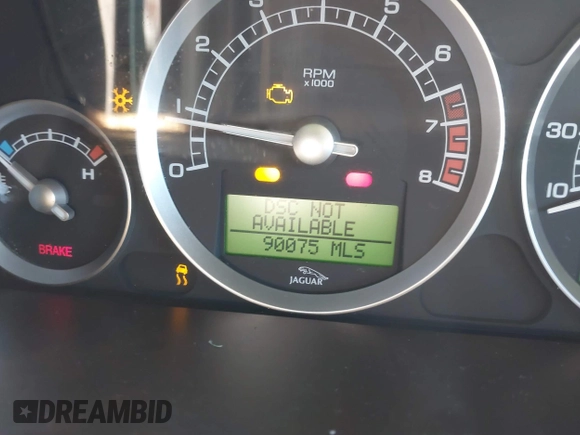 5
2
6
RPM
x1000
1
7
30
0
8
10
H
DSC NOT
AVAILABLE
90075 MLS
BRAKE
JAGUAR
DREAMBID